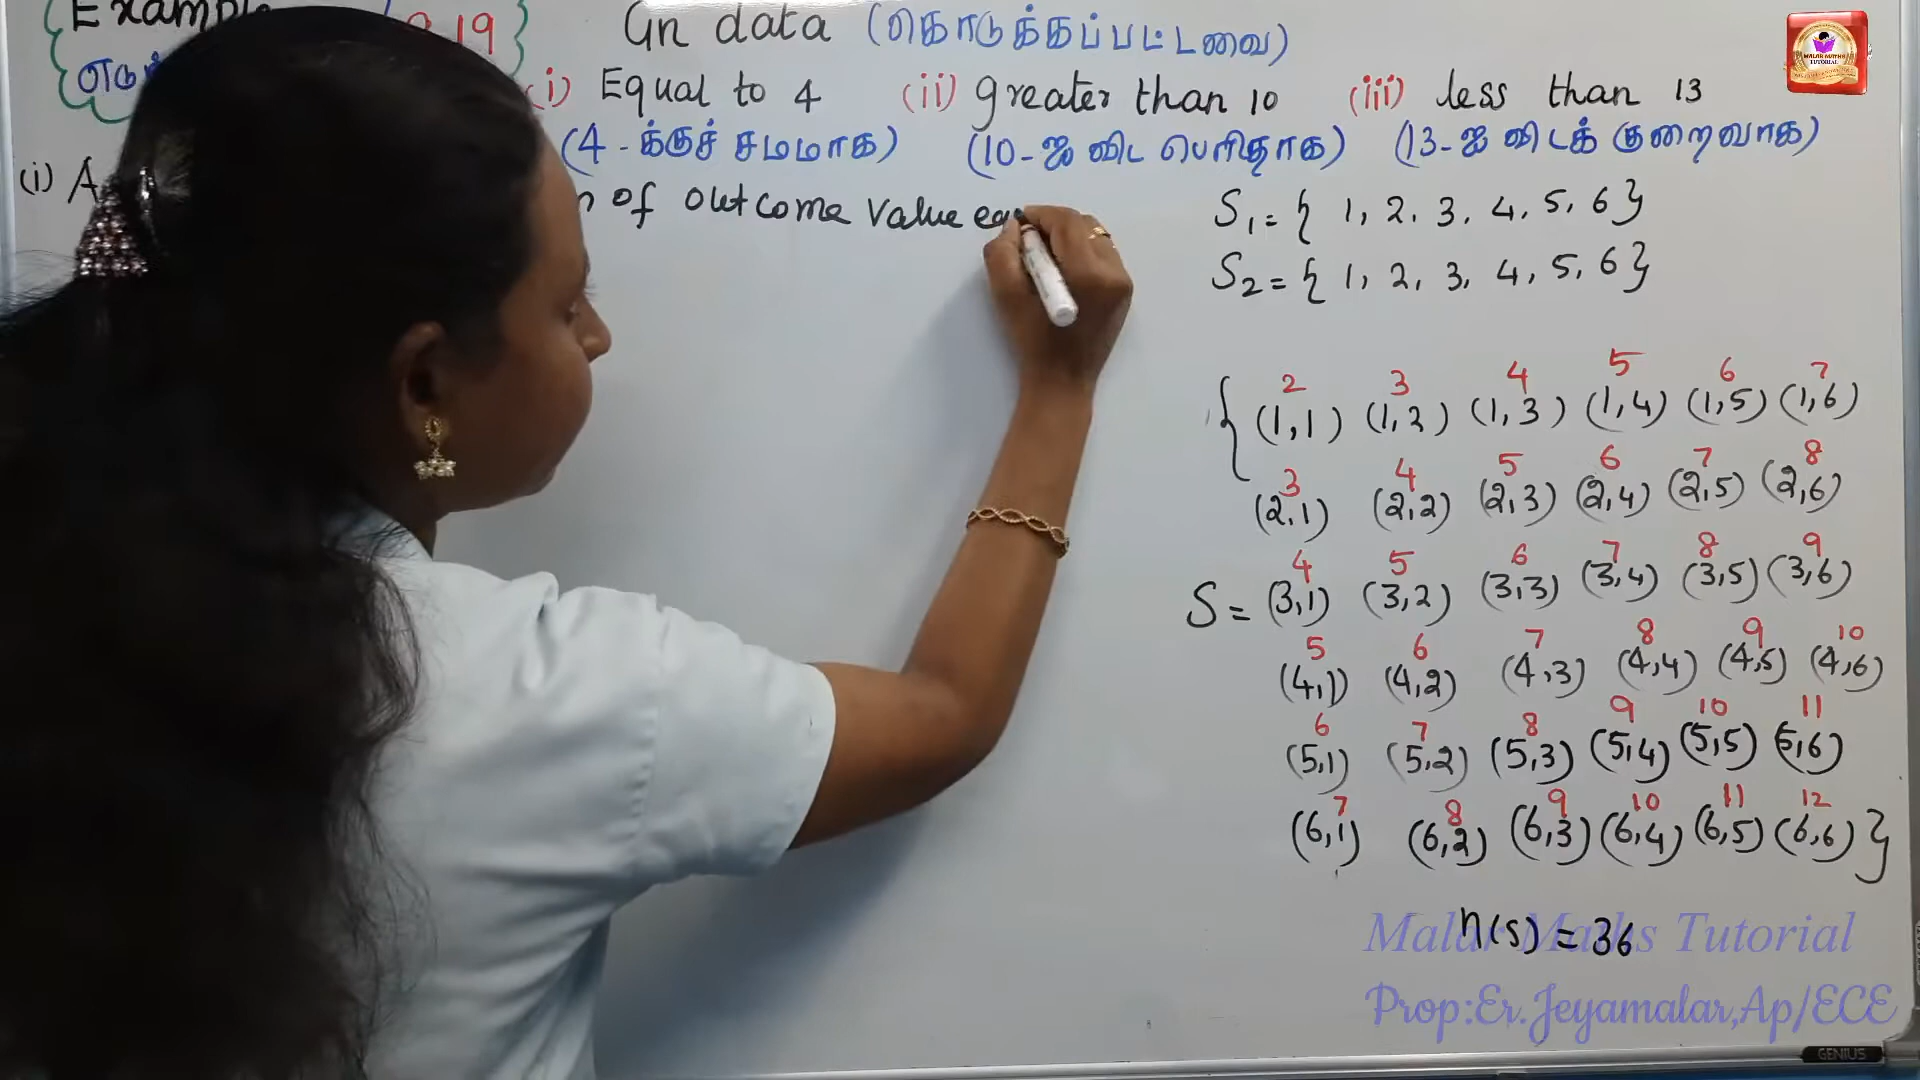 Example 8.19
Gn data (கொடுக்கப்பட்டவை)
(i) Equal to 4 (ii) greater than 10 (iii) less than 13
(4-க்குச் சமமாக) (10-ஐ விட பெரிதாக) (13-ஐ விடக் குறைவாக)
(i) A of outcome value eq
S1 = { 1, 2, 3, 4, 5, 6}
S2 = { 1, 2, 3, 4, 5, 6}
2 3 4 5 6 7
{ (1,1) (1,2) (1,3) (1,4) (1,5) (1,6)
3 4 5 6 7 8
(2,1) (2,2) (2,3) (2,4) (2,5) (2,6)
4 5 6 7 8 9
S = (3,1) (3,2) (3,3) (3,4) (3,5) (3,6)
5 6 7 8 9 10
(4,1) (4,2) (4,3) (4,4) (4,5) (4,6)
6 7 8 9 10 11
(5,1) (5,2) (5,3) (5,4) (5,5) (5,6)
7 8 9 10 11 12
(6,1) (6,2) (6,3) (6,4) (6,5) (6,6) }
n(S) = 36
Malar Maths Tutorial
Prop:Er.Jeyamalar,Ap/ECE
MALAR MATHS
TUTORIAL
GENIUS